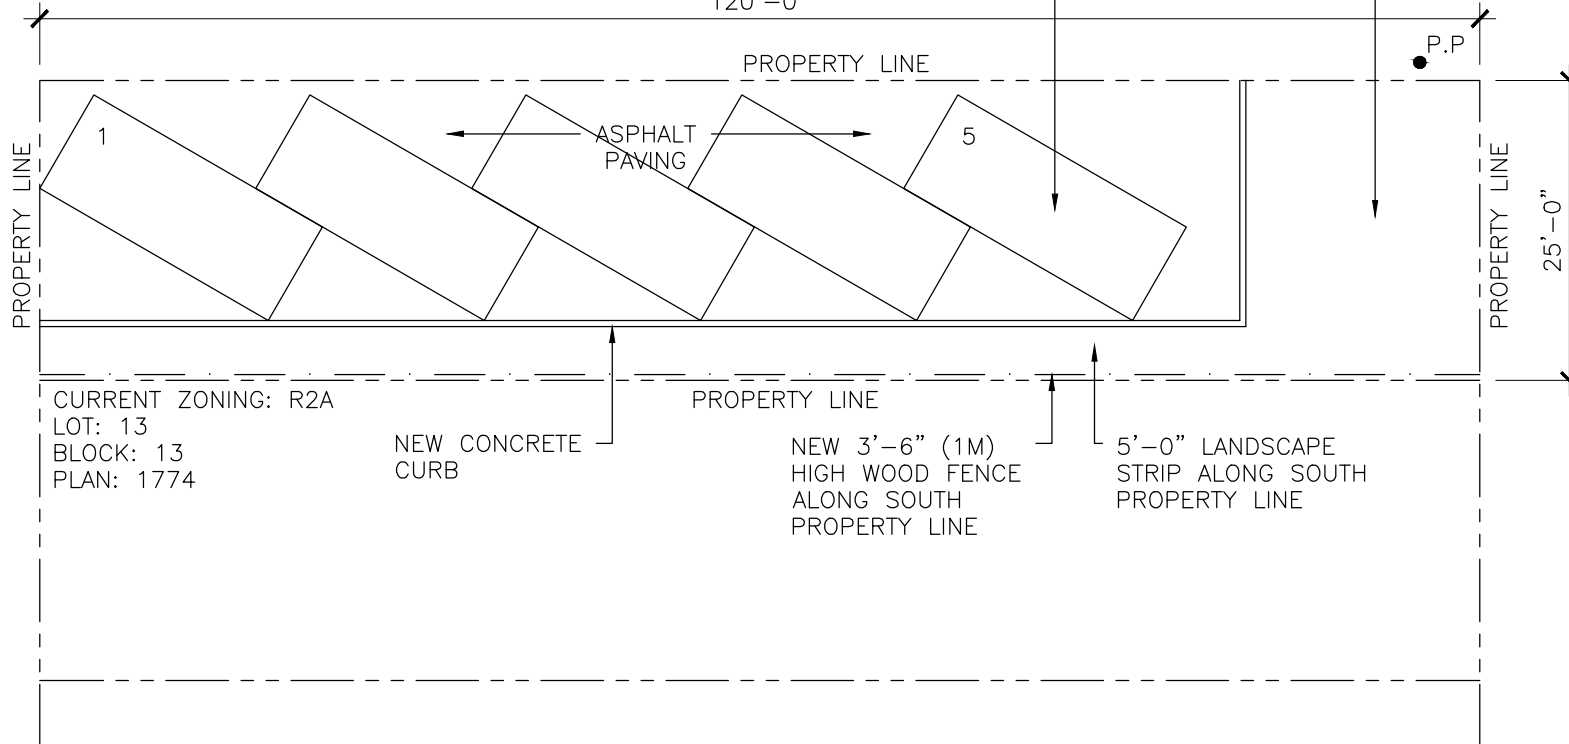 120'-0"
P.P
PROPERTY LINE
1
ASPHALT
PAVING
5
PROPERTY LINE
PROPERTY LINE
25'-0"
CURRENT ZONING: R2A
LOT: 13
BLOCK: 13
PLAN: 1774
PROPERTY LINE
NEW CONCRETE
CURB
NEW 3'-6" (1M)
HIGH WOOD FENCE
ALONG SOUTH
PROPERTY LINE
5'-0" LANDSCAPE
STRIP ALONG SOUTH
PROPERTY LINE